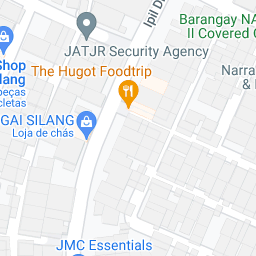 Barangay NA
II Covered C
Ipil D
JATJR Security Agency
Shop
lang
peças
cletas
The Hugot Foodtrip
Narra
&
GAI SILANG
Loja de chás
JMC Essentials